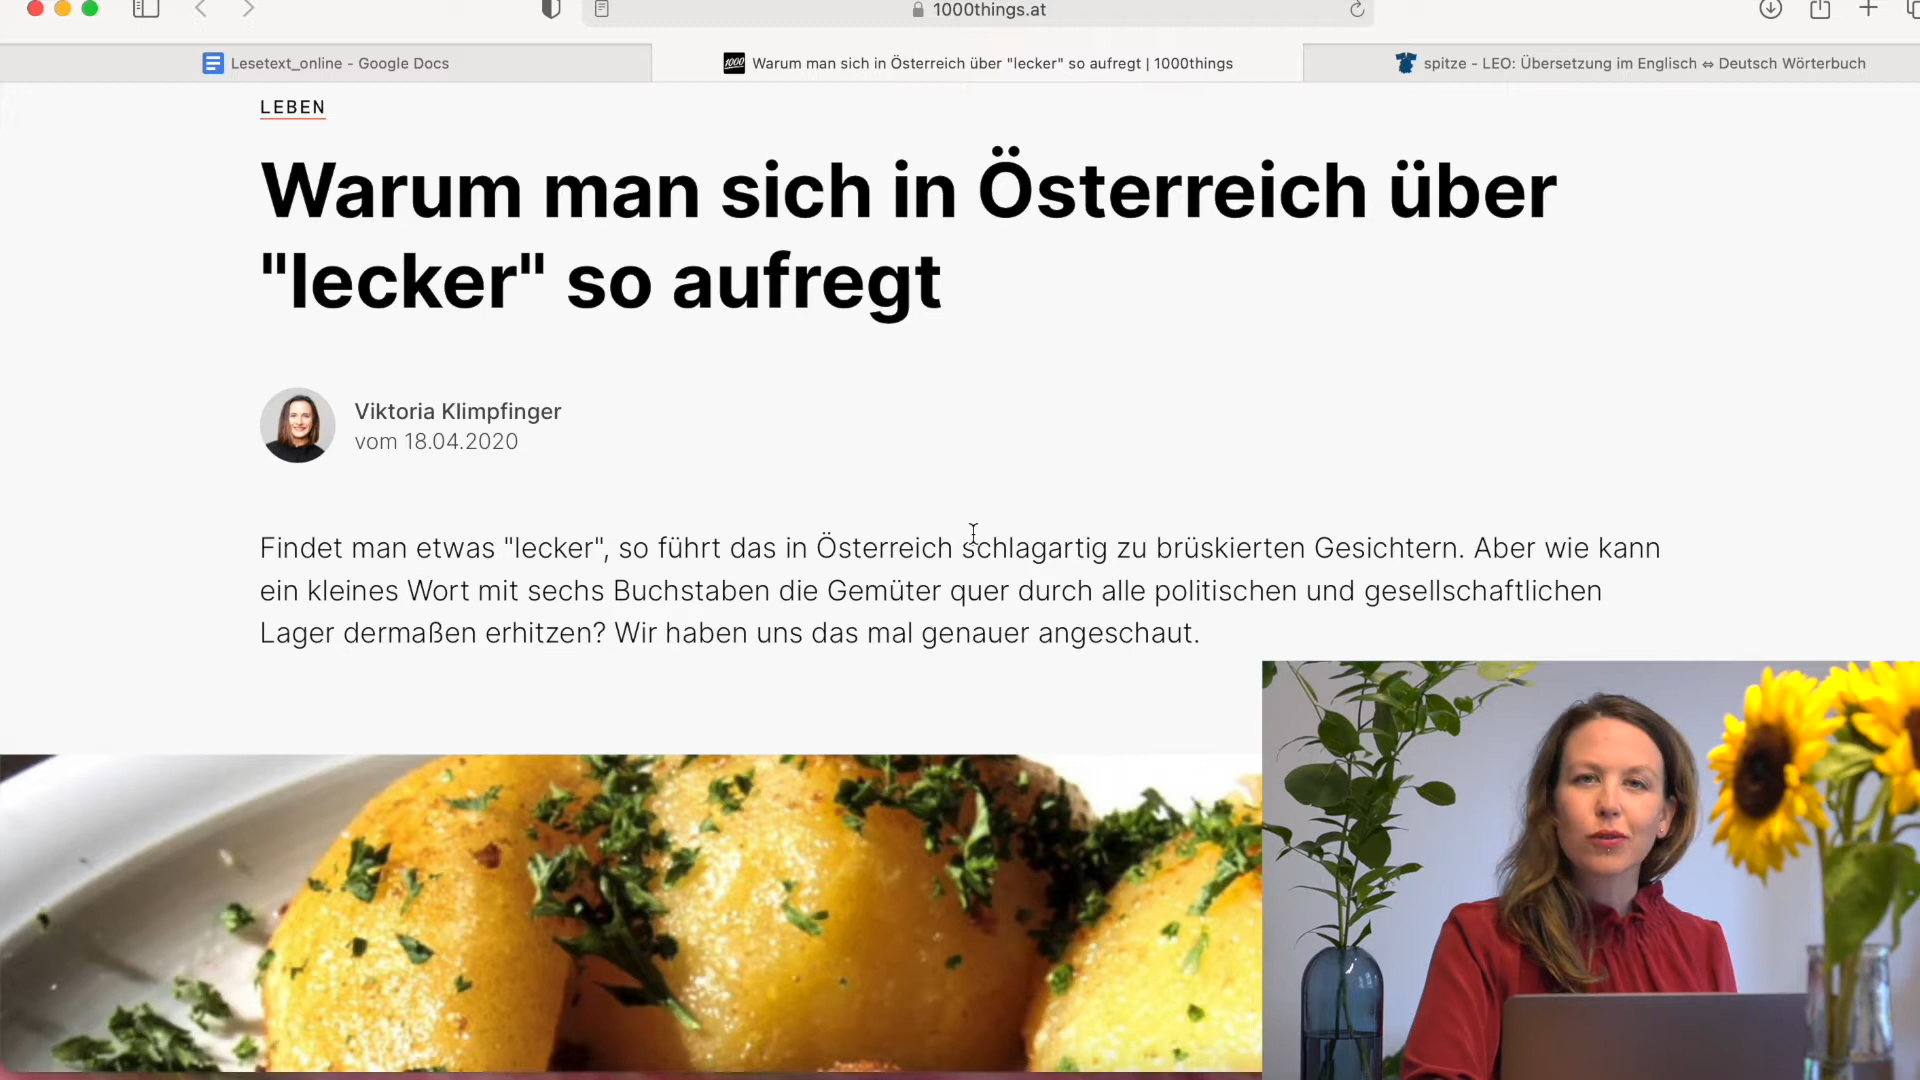 1000things.at
Lesetext_online - Google Docs
1000 Warum man sich in Österreich über "lecker" so aufregt | 1000things
spitze - LEO: Übersetzung im Englisch ⇔ Deutsch Wörterbuch
LEBEN
Warum man sich in Österreich über
"lecker" so aufregt
Viktoria Klimpfinger
vom 18.04.2020
Findet man etwas "lecker", so führt das in Österreich schlagartig zu brüskierten Gesichtern. Aber wie kann
ein kleines Wort mit sechs Buchstaben die Gemüter quer durch alle politischen und gesellschaftlichen
Lager dermaßen erhitzen? Wir haben uns das mal genauer angeschaut.